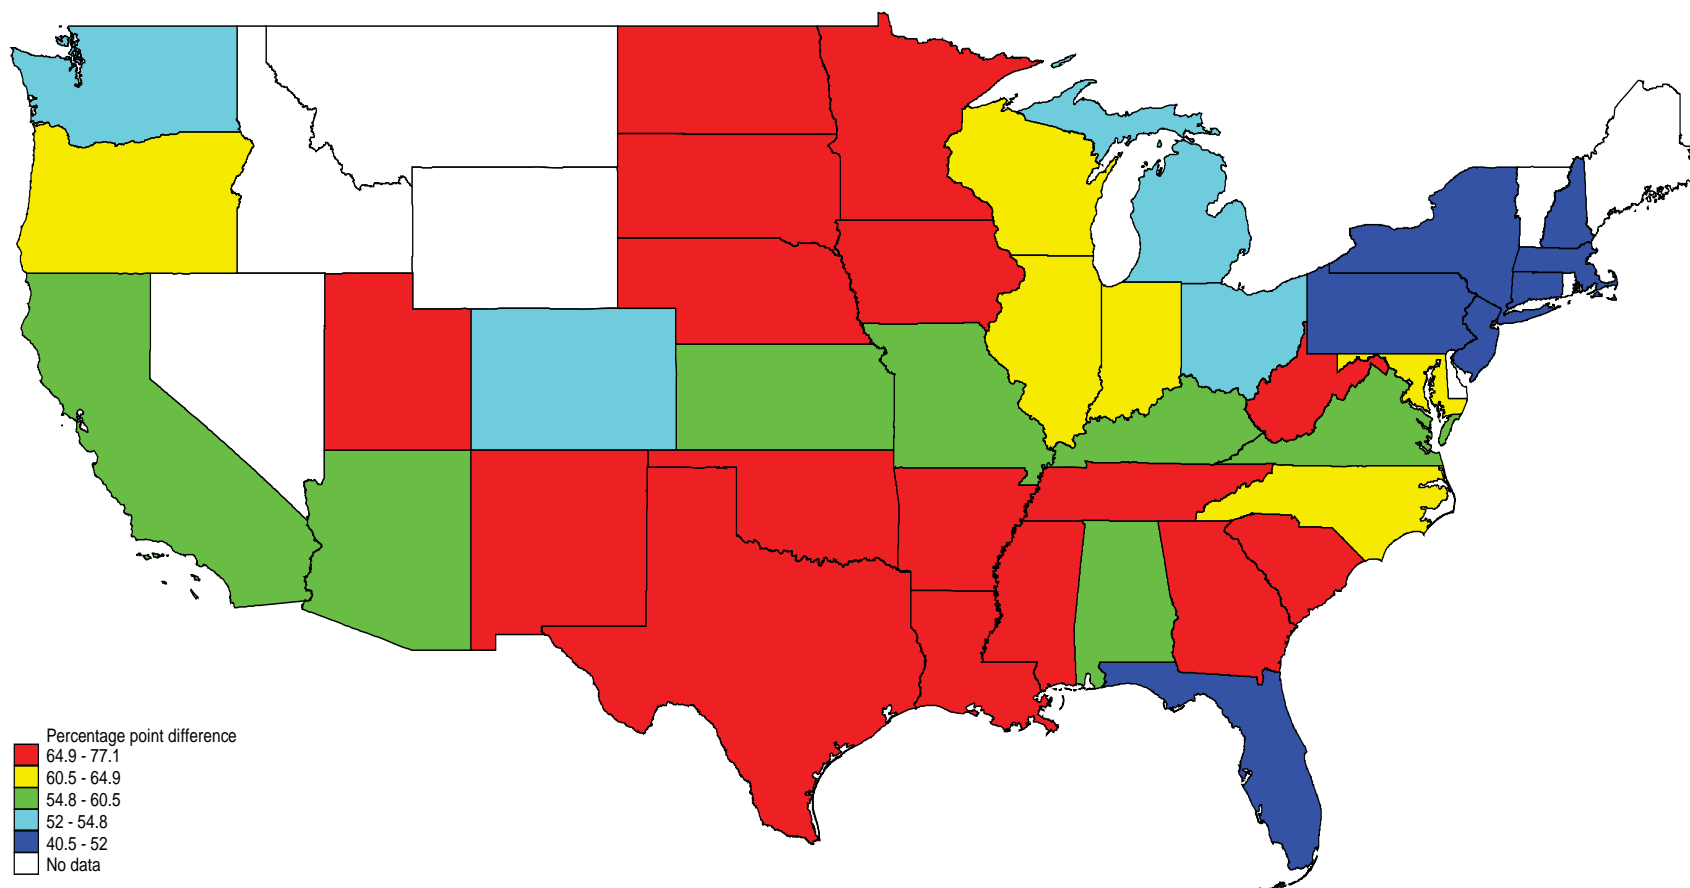 Percentage point difference
64.9 - 77.1
60.5 - 64.9
54.8 - 60.5
52 - 54.8
40.5 - 52
No data